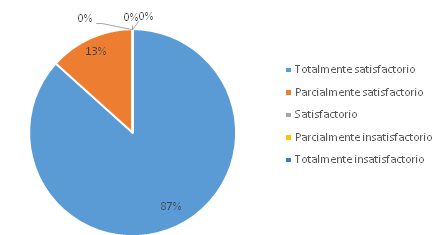 0%
0%
0%
13%
87%
Totalmente satisfactorio
Parcialmente satisfactorio
Satisfactorio
Parcialmente insatisfactorio
Totalmente insatisfactorio